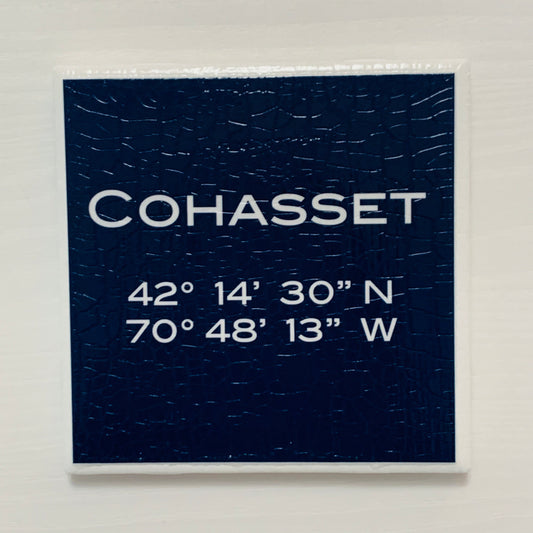 COHASSET
42° 14’ 30” N
70° 48’ 13” W